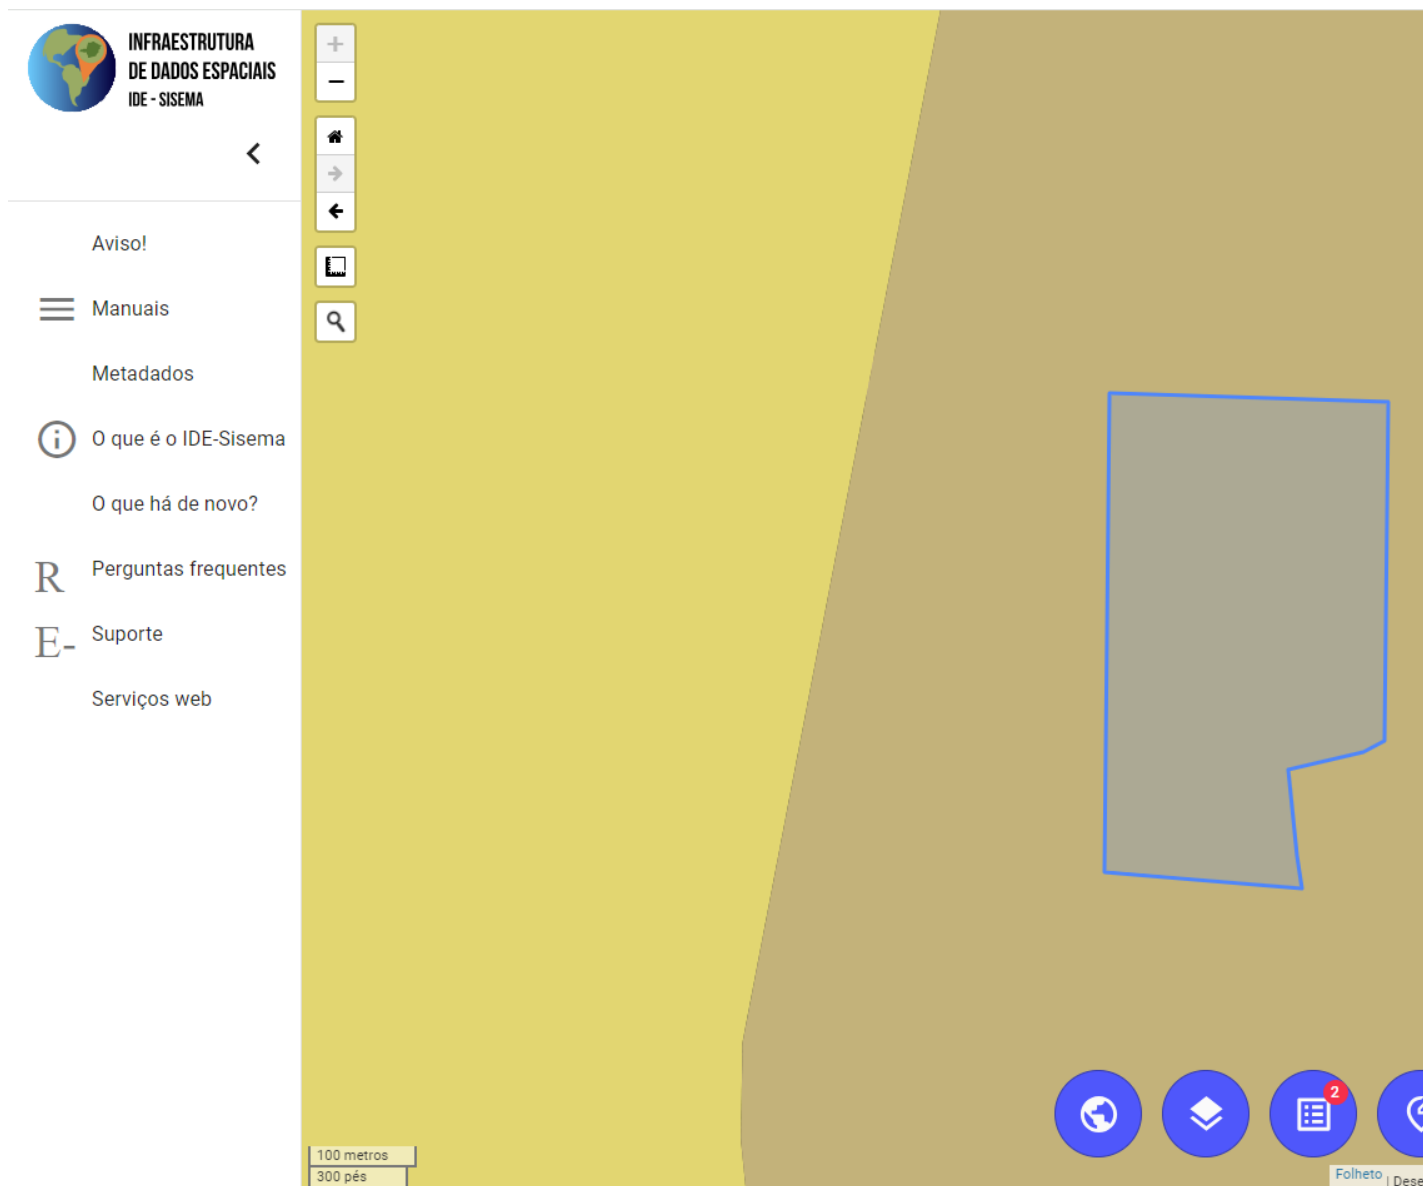 INFRAESTRUTURA
DE DADOS ESPACIAIS
IDE - SISEMA
Aviso!
Manuais
Metadados
O que é o IDE-Sisema
O que há de novo?
R
Perguntas frequentes
E-
Suporte
Serviços web
2
100 metros
300 pés
Folheto | Dese